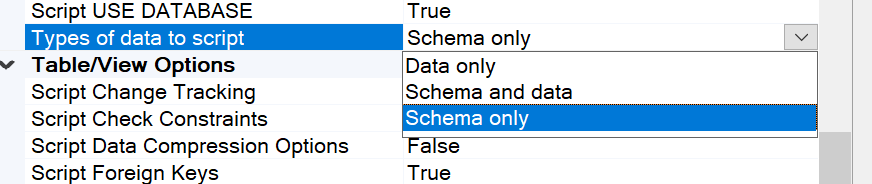 Script USE DATABASE True
Types of data to script Schema only
Table/View Options Data only
Script Change Tracking Schema and data
Script Check Constraints Schema only
Script Data Compression Options False
Script Foreign Keys True